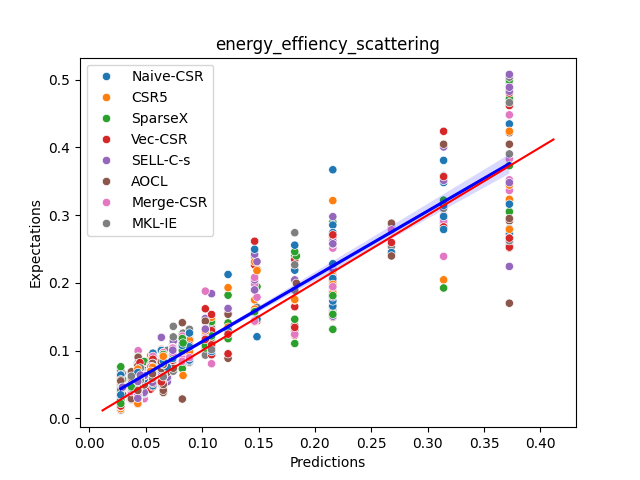 energy_effiency_scattering
Naive-CSR
CSR5
SparseX
Vec-CSR
SELL-C-s
AOCL
Merge-CSR
MKL-IE
Expectations
0.5
0.4
0.3
0.2
0.1
0.0
0.00 0.05 0.10 0.15 0.20 0.25 0.30 0.35 0.40
Predictions